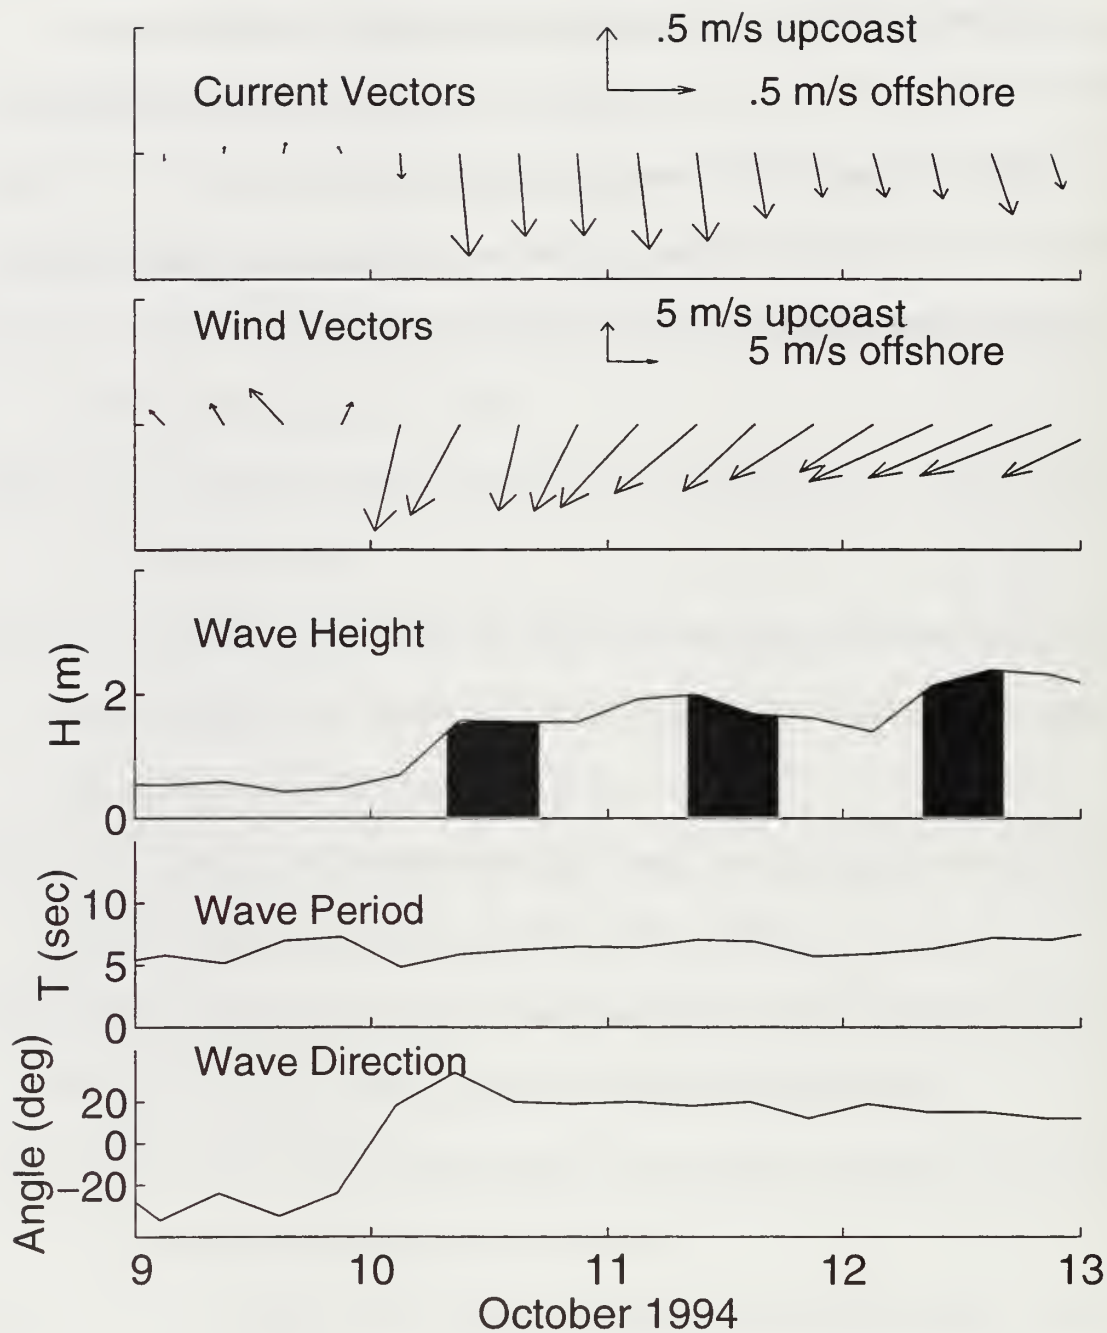 .5 m/s upcoast
Current Vectors
.5 m/s offshore
Wind Vectors
5 m/s upcoast
5 m/s offshore
Wave Height
H (m)
2
0
Wave Period
T (sec)
10
5
0
Wave Direction
Angle (deg)
20
0
−20
9
10
11
12
13
October 1994